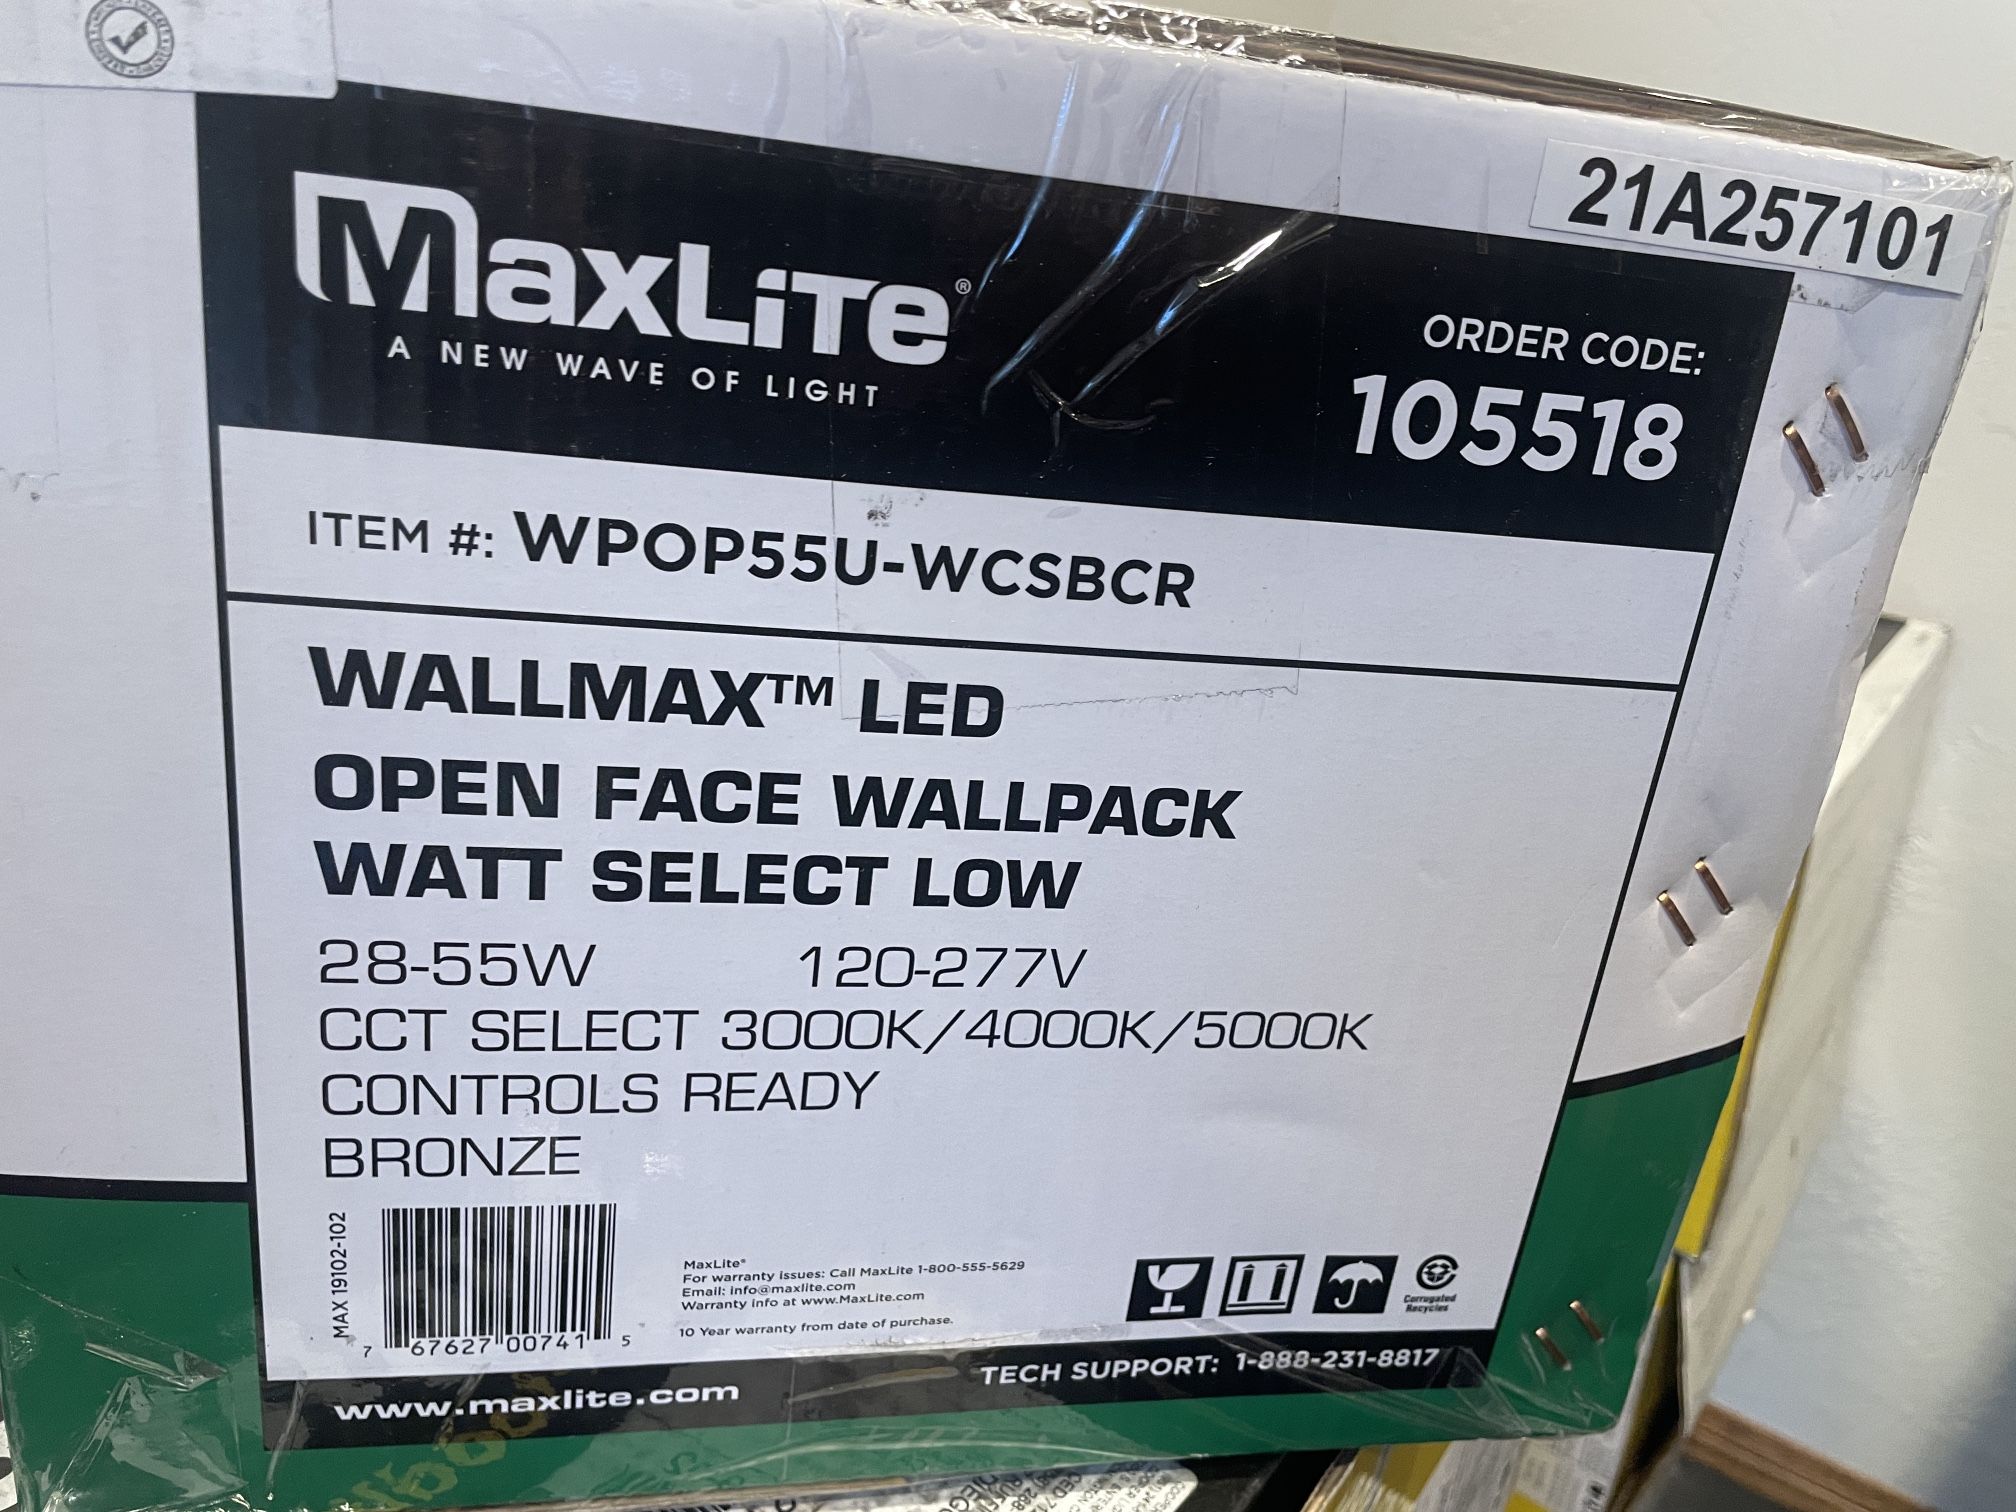 21A257101
MAXLITE®
A NEW WAVE OF LIGHT
ORDER CODE:
105518
ITEM #: WPOP55U-WCSBCR
WALLMAX™ LED
OPEN FACE WALLPACK
WATT SELECT LOW
28-55W 120-277V
CCT SELECT 3000K/4000K/5000K
CONTROLS READY
BRONZE
MAX 19102-102
7 67627 00741 5
MaxLite®
For warranty issues: Call MaxLite 1-800-555-5629
Email: info@maxlite.com
Warranty info at www.MaxLite.com
10 Year warranty from date of purchase.
Corrugated
Recycles
TECH SUPPORT: 1-888-231-8817
www.maxlite.com